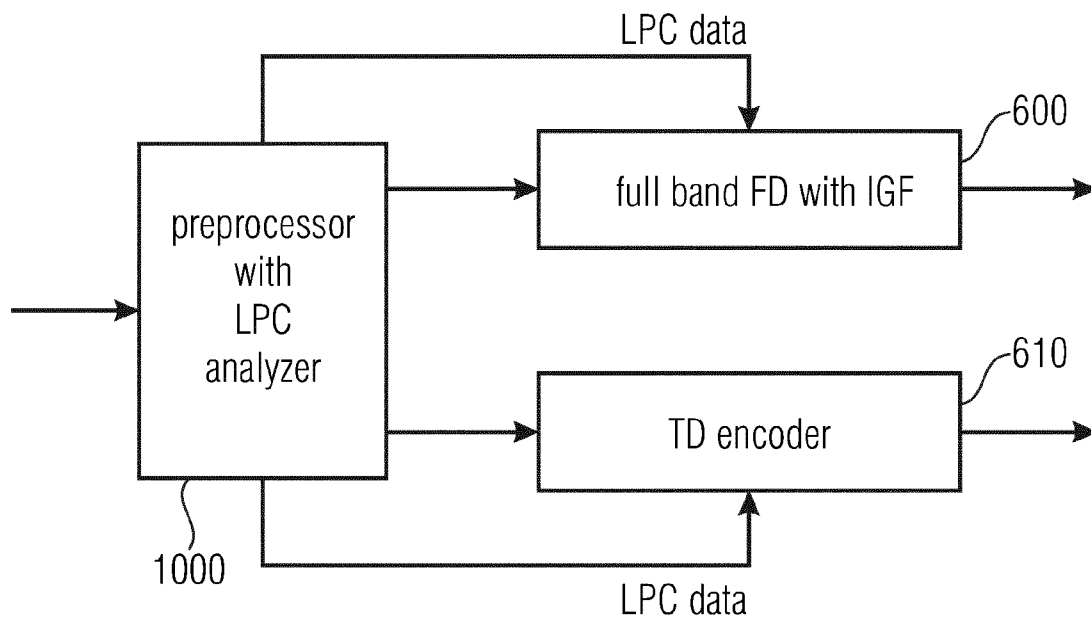 LPC data
600
full band FD with IGF
preprocessor
with
LPC
analyzer
610
TD encoder
1000
LPC data